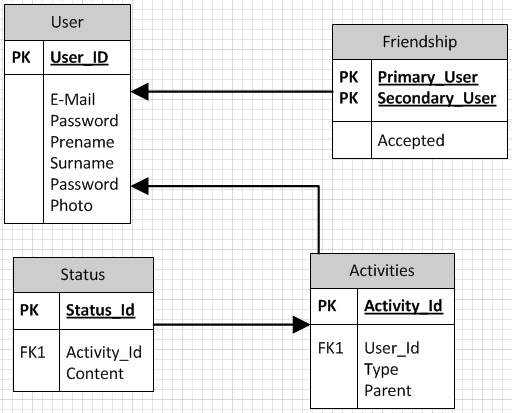 User
PK User_ID
E-Mail
Password
Prename
Surname
Password
Photo
Friendship
PK Primary_User
PK Secondary_User
Accepted
Status
PK Status_Id
FK1 Activity_Id
Content
Activities
PK Activity_Id
FK1 User_Id
Type
Parent